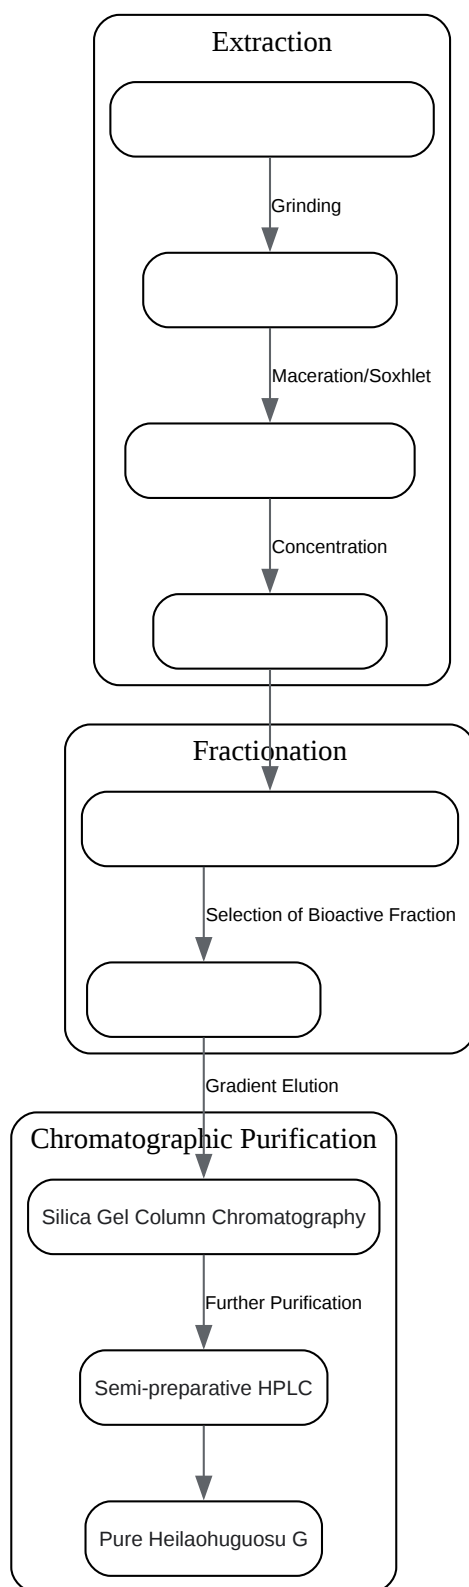 Extraction
Grinding
Maceration/Soxhlet
Concentration
Fractionation
Selection of Bioactive Fraction
Gradient Elution
Chromatographic Purification
Silica Gel Column Chromatography
Further Purification
Semi-preparative HPLC
Pure Heilaohuguosu G